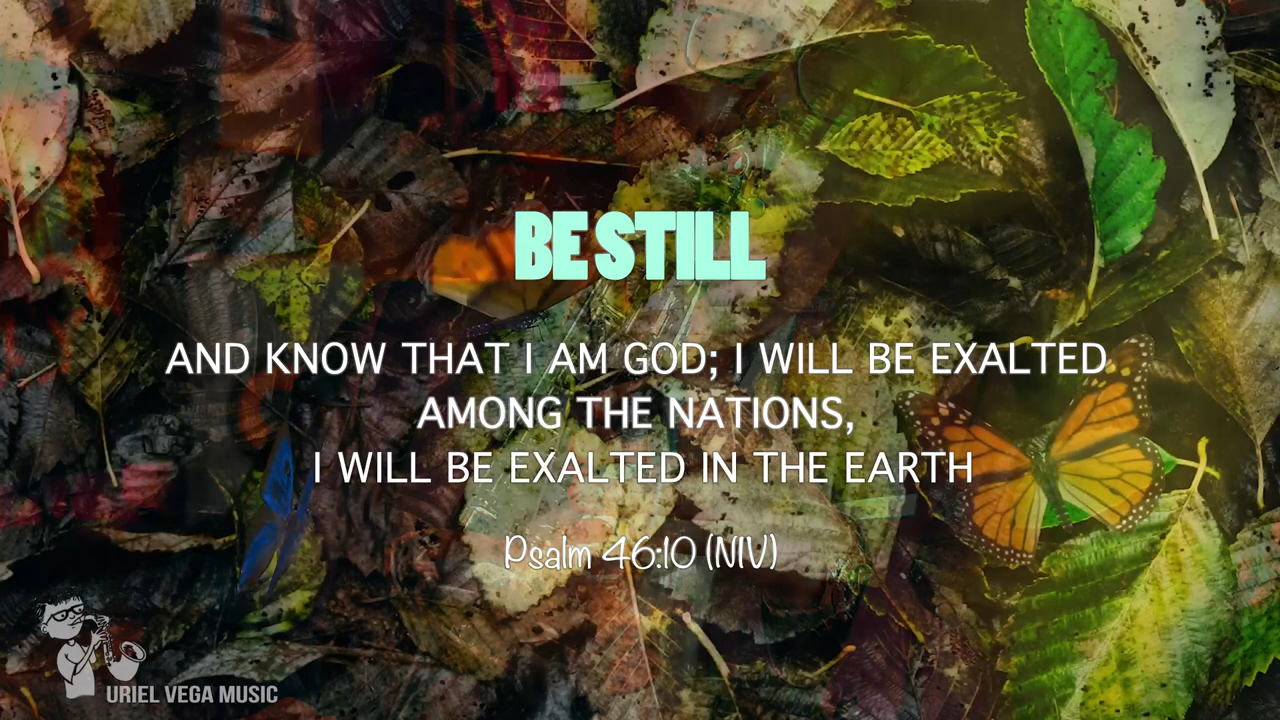 BE STILL
AND KNOW THAT I AM GOD; I WILL BE EXALTED
AMONG THE NATIONS,
I WILL BE EXALTED IN THE EARTH
Psalm 46:10 (NIV)
URIEL VEGA MUSIC